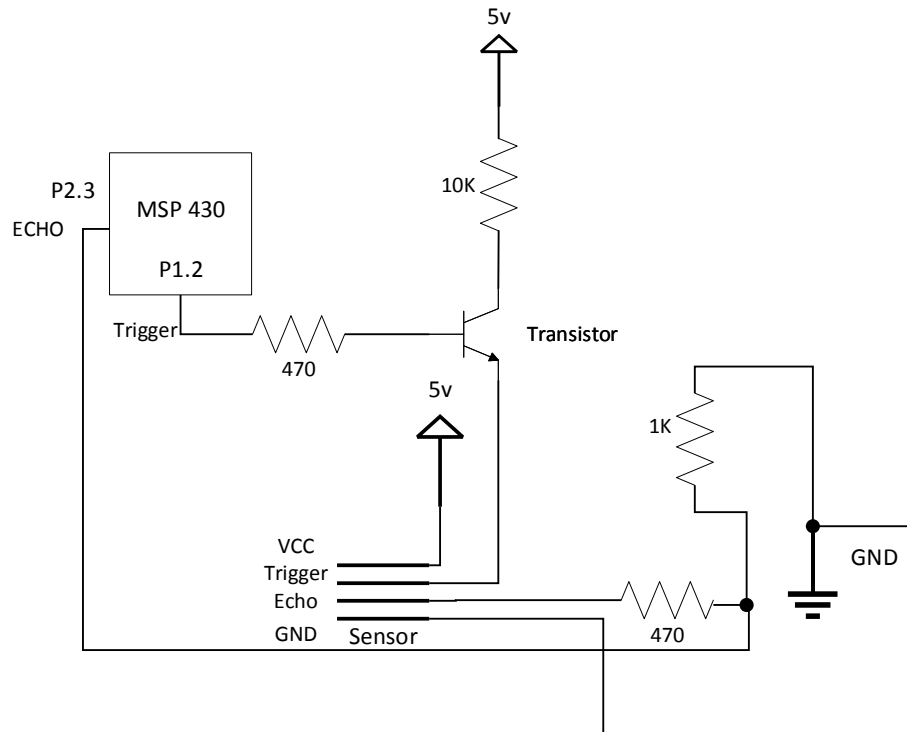 5v
10K
P2.3
MSP 430
ECHO
P1.2
Trigger
470
Transistor
5v
1K
VCC
Trigger
Echo
GND
Sensor
470
GND